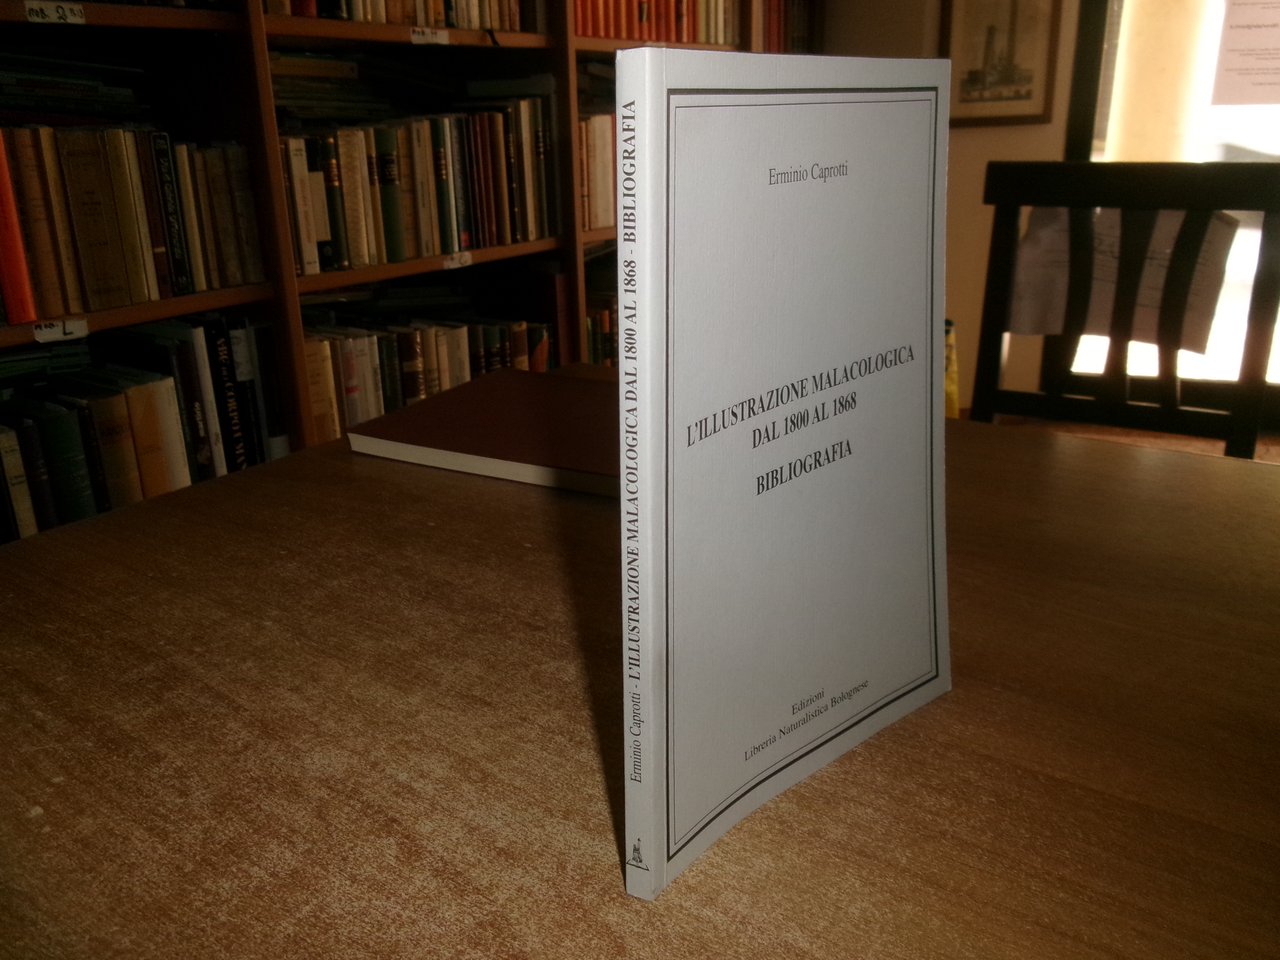 Erminio Caprotti
L'ILLUSTRAZIONE MALACOLOGICA
DAL 1800 AL 1868
BIBLIOGRAFIA
Edizioni
Libreria Naturalistica Bolognese
Erminio Caprotti - L'ILLUSTRAZIONE MALACOLOGICA DAL 1800 AL 1868 - BIBLIOGRAFIA